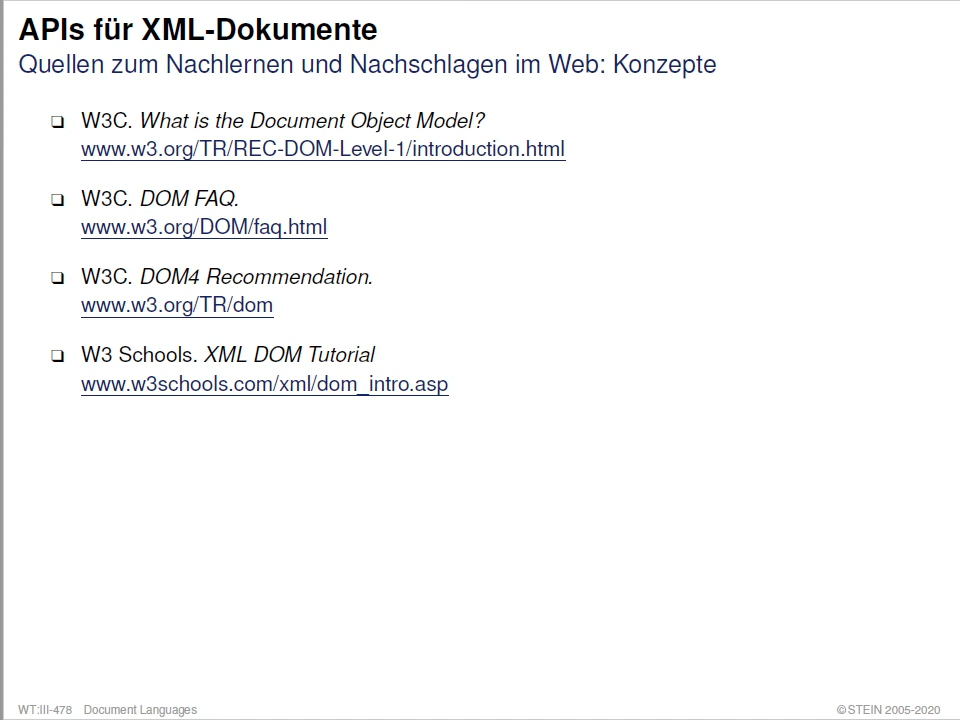 APIs für XML-Dokumente
Quellen zum Nachlernen und Nachschlagen im Web: Konzepte
❑ W3C. What is the Document Object Model?
www.w3.org/TR/REC-DOM-Level-1/introduction.html
❑ W3C. DOM FAQ.
www.w3.org/DOM/faq.html
❑ W3C. DOM4 Recommendation.
www.w3.org/TR/dom
❑ W3 Schools. XML DOM Tutorial
www.w3schools.com/xml/dom_intro.asp
WT:III-478 Document Languages ©STEIN 2005-2020